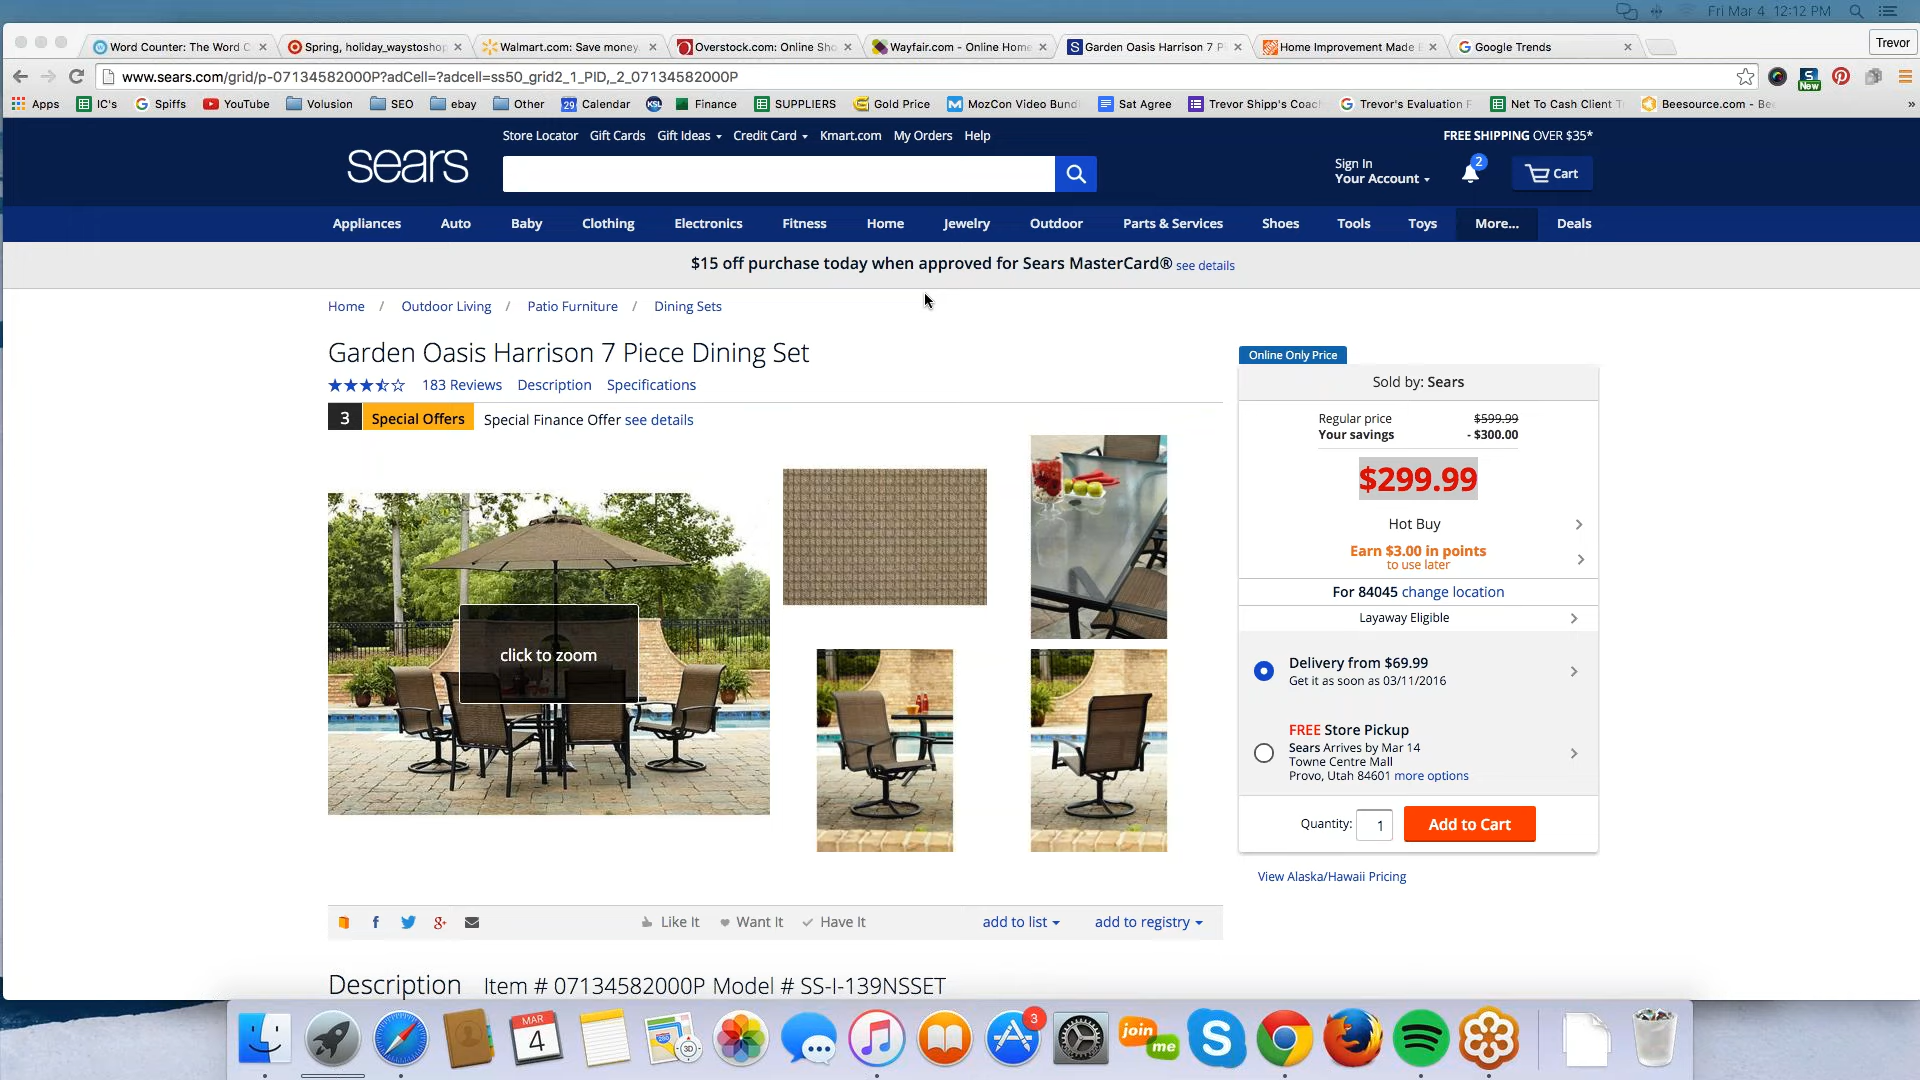 Fri Mar 4 12:12 PM
Word Counter: The Word C
Spring, holiday_waystoshop
Walmart.com: Save money.
Overstock.com: Online Sho
Wayfair.com - Online Home
Garden Oasis Harrison 7 P
Home Improvement Made E
Google Trends
Trevor
www.sears.com/grid/p-07134582000P?adCell=?adcell=ss50_grid2_1_PID,_2_07134582000P
New
Apps
IC's
Spiffs
YouTube
Volusion
SEO
ebay
Other
29 Calendar
KSL
Finance
SUPPLIERS
Gold Price
MozCon Video Bund
Sat Agree
Trevor Shipp's Coac
Trevor's Evaluation F
Net To Cash Client T
Beesource.com - Be
Store Locator
Gift Cards
Gift Ideas
Credit Card
Kmart.com
My Orders
Help
FREE SHIPPING OVER $35*
sears
Sign In
Your Account
2
Cart
Appliances
Auto
Baby
Clothing
Electronics
Fitness
Home
Jewelry
Outdoor
Parts & Services
Shoes
Tools
Toys
More...
Deals
$15 off purchase today when approved for Sears MasterCard® see details
Home / Outdoor Living / Patio Furniture / Dining Sets
Garden Oasis Harrison 7 Piece Dining Set
183 Reviews
Description
Specifications
3 Special Offers Special Finance Offer see details
click to zoom
Online Only Price
Sold by: Sears
Regular price $599.99
Your savings - $300.00
$299.99
Hot Buy
Earn $3.00 in points
to use later
For 84045 change location
Layaway Eligible
Delivery from $69.99
Get it as soon as 03/11/2016
FREE Store Pickup
Sears Arrives by Mar 14
Towne Centre Mall
Provo, Utah 84601 more options
Quantity: 1 Add to Cart
View Alaska/Hawaii Pricing
Like It
Want It
Have It
add to list
add to registry
Description Item # 07134582000P Model # SS-I-139NSSET
MAR
4
280
3D
3
join
me